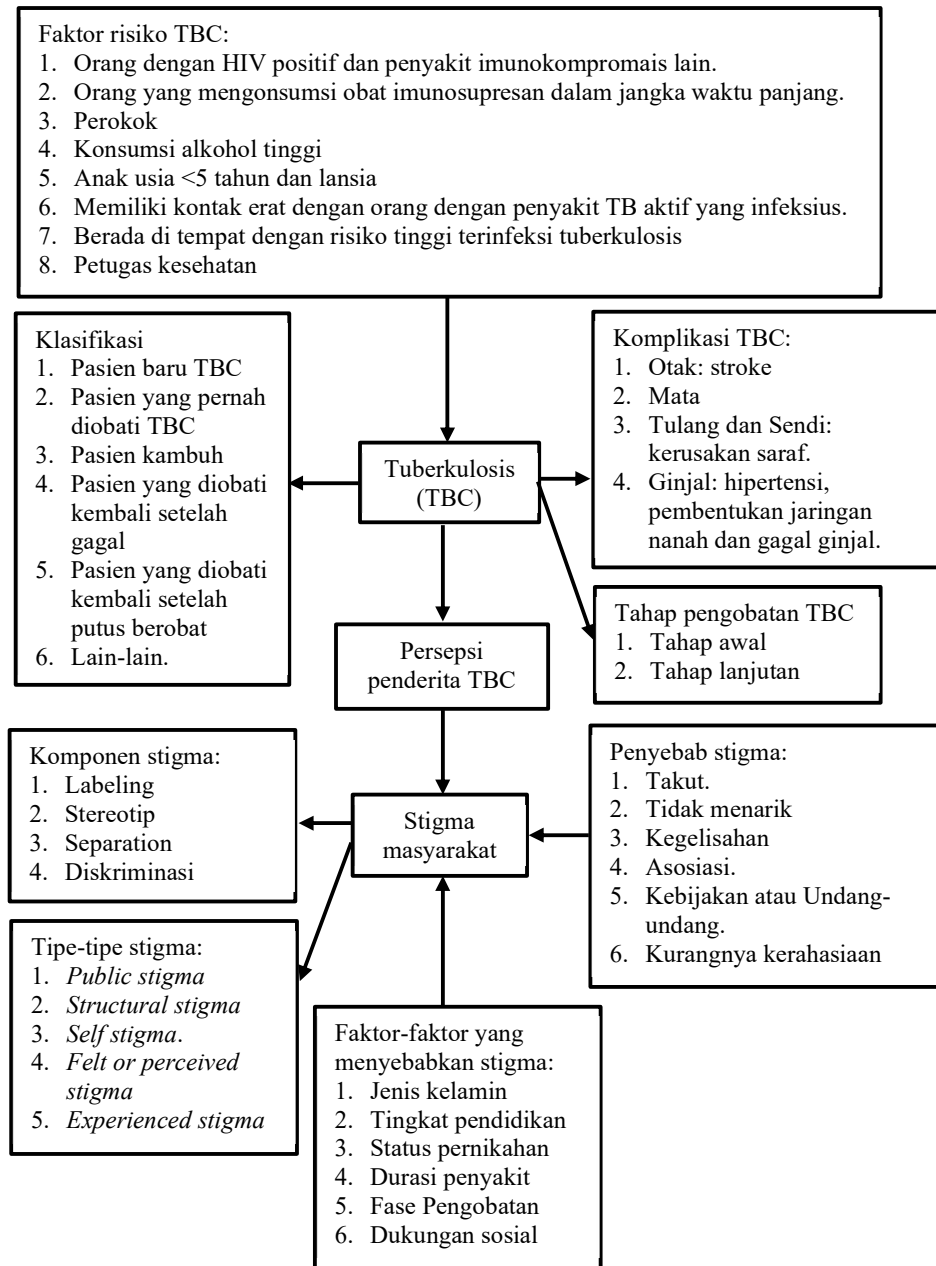 Faktor risiko TBC:
1. Orang dengan HIV positif dan penyakit imunokompromais lain.
2. Orang yang mengonsumsi obat imunosupresan dalam jangka waktu panjang.
3. Perokok
4. Konsumsi alkohol tinggi
5. Anak usia <5 tahun dan lansia
6. Memiliki kontak erat dengan orang dengan penyakit TB aktif yang infeksius.
7. Berada di tempat dengan risiko tinggi terinfeksi tuberkulosis
8. Petugas kesehatan
Klasifikasi
1. Pasien baru TBC
2. Pasien yang pernah
diobati TBC
3. Pasien kambuh
4. Pasien yang diobati
kembali setelah
gagal
5. Pasien yang diobati
kembali setelah
putus berobat
6. Lain-lain.
Tuberkulosis
(TBC)
Komplikasi TBC:
1. Otak: stroke
2. Mata
3. Tulang dan Sendi:
kerusakan saraf.
4. Ginjal: hipertensi,
pembentukan jaringan
nanah dan gagal ginjal.
Tahap pengobatan TBC
1. Tahap awal
2. Tahap lanjutan
Persepsi
penderita TBC
Komponen stigma:
1. Labeling
2. Stereotip
3. Separation
4. Diskriminasi
Stigma
masyarakat
Penyebab stigma:
1. Takut.
2. Tidak menarik
3. Kegelisahan
4. Asosiasi.
5. Kebijakan atau Undang-
undang.
6. Kurangnya kerahasiaan
Tipe-tipe stigma:
1. Public stigma
2. Structural stigma
3. Self stigma.
4. Felt or perceived
stigma
5. Experienced stigma
Faktor-faktor yang
menyebabkan stigma:
1. Jenis kelamin
2. Tingkat pendidikan
3. Status pernikahan
4. Durasi penyakit
5. Fase Pengobatan
6. Dukungan sosial